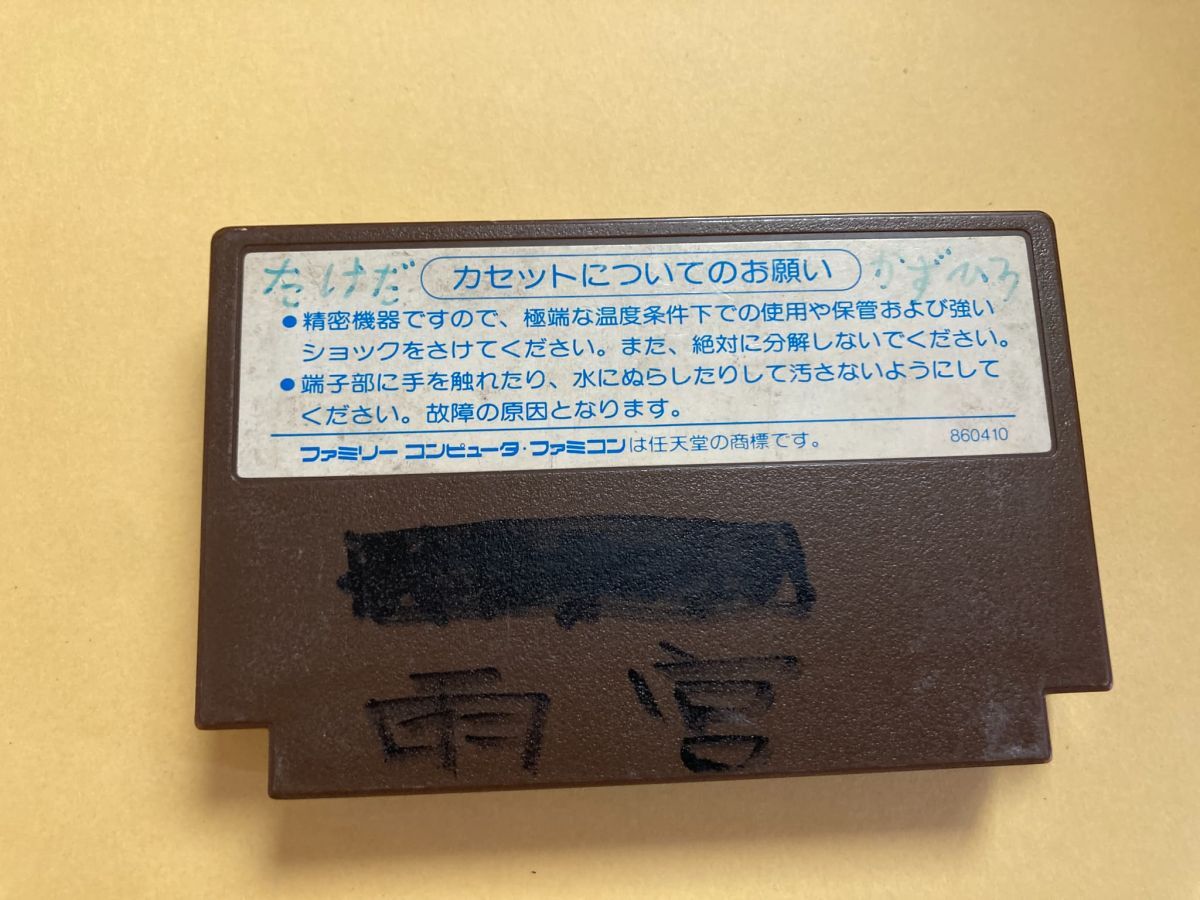 たけだ カセットについてのお願い かずひろ
●精密機器ですので、極端な温度条件下での使用や保管および強い
ショックをさけてください。また、絶対に分解しないでください。
●端子部に手を触れたり、水にぬらしたりして汚さないようにして
ください。故障の原因となります。
ファミリーコンピュータ・ファミコンは任天堂の商標です。 860410
雨宮